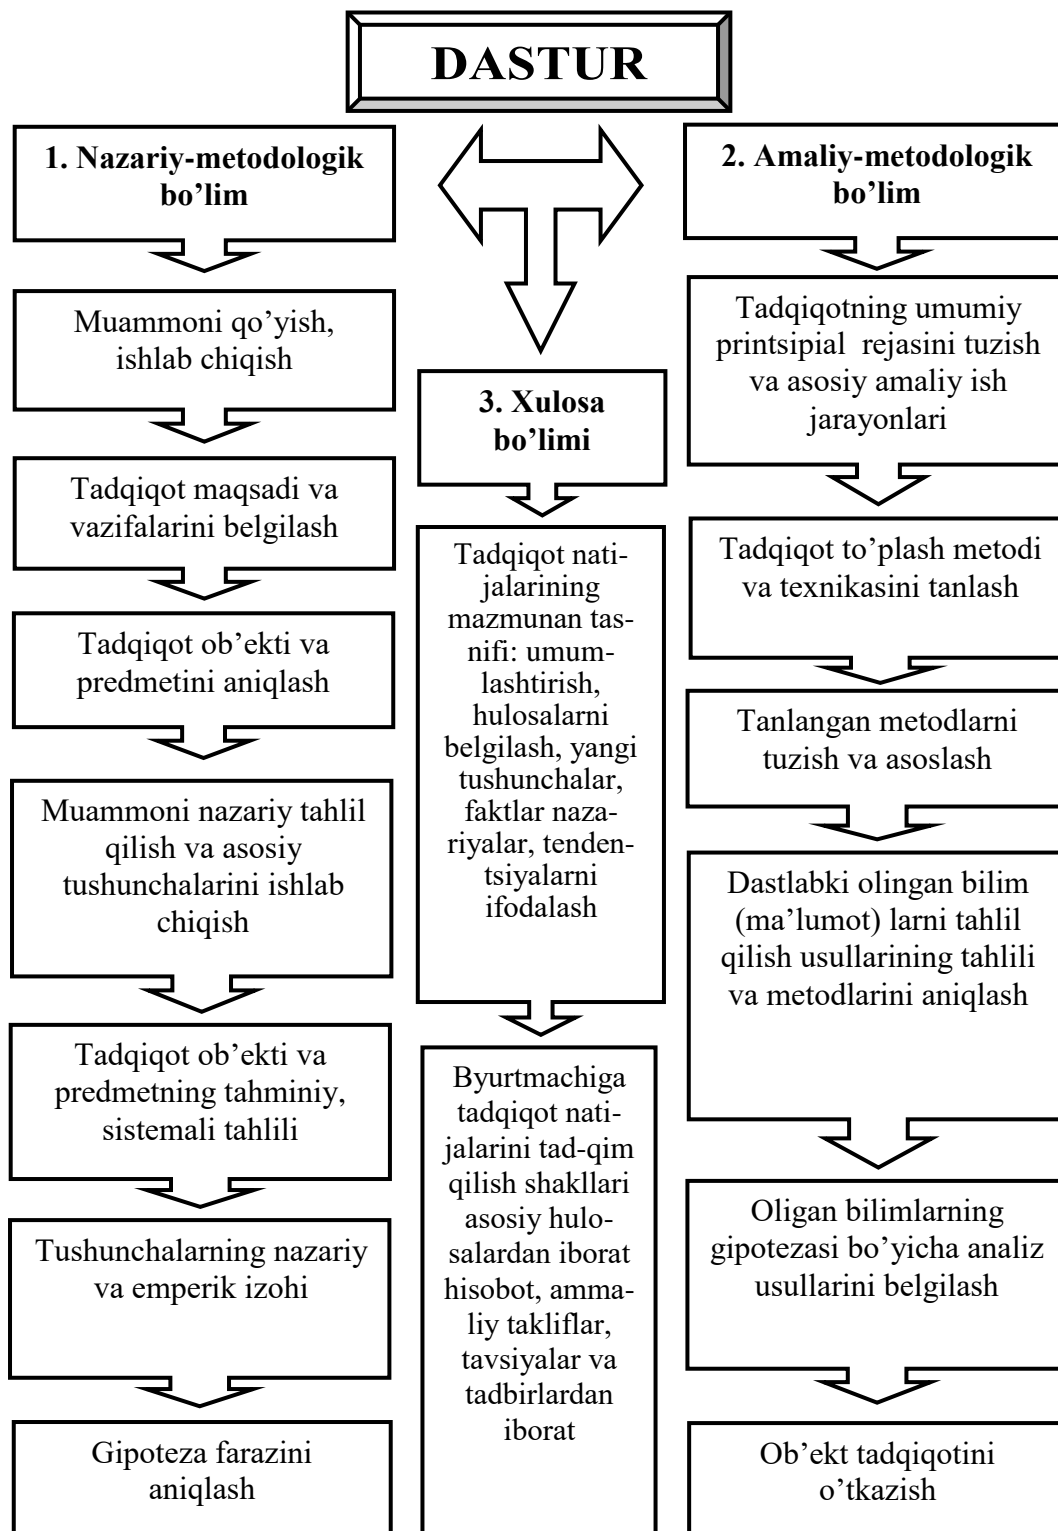 DASTUR
1. Nazariy-metodologik
bo’lim
Muammoni qo’yish,
ishlab chiqish
Tadqiqot maqsadi va
vazifalarini belgilash
Tadqiqot ob’ekti va
predmetini aniqlash
Muammoni nazariy tahlil
qilish va asosiy
tushunchalarini ishlab
chiqish
Tadqiqot ob’ekti va
predmetning tahminiy,
sistemali tahlili
Tushunchalarning nazariy
va emperik izohi
Gipoteza farazini
aniqlash
3. Xulosa
bo’limi
Tadqiqot nati-
jalarining
mazmunan tas-
nifi: umum-
lashtirish,
hulosalarni
belgilash, yangi
tushunchalar,
faktlar naza-
riyalar, tenden-
tsiyalarni
ifodalash
Byurtmachiga
tadqiqot nati-
jalarini tad-qim
qilish shakllari
asosiy hulo-
salardan iborat
hisobot, amma-
liy takliflar,
tavsiyalar va
tadbirlardan
iborat
2. Amaliy-metodologik
bo’lim
Tadqiqotning umumiy
printsipial  rejasini tuzish
va asosiy amaliy ish
jarayonlari
Tadqiqot to’plash metodi
va texnikasini tanlash
Tanlangan metodlarni
tuzish va asoslash
Dastlabki olingan bilim
(ma’lumot) larni tahlil
qilish usullarining tahlili
va metodlarini aniqlash
Oligan bilimlarning
gipotezasi bo’yicha analiz
usullarini belgilash
Ob’ekt tadqiqotini
o’tkazish